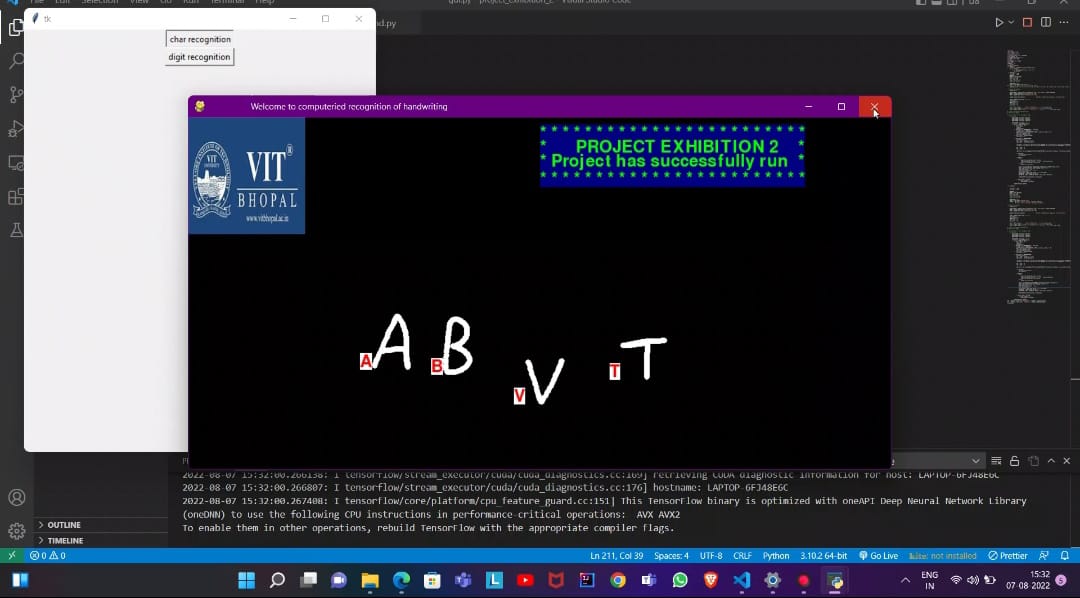 tk
char recognition
digit recognition
Welcome to computeried recognition of handwriting
VIT
BHOPAL
www.vitbhopal.ac.in
* * * * * * * * * * * * * * * * * * * *
* PROJECT EXHIBITION 2 *
* Project has successfully run *
* * * * * * * * * * * * * * * * * * * *
A A B B
V V T T
2022-08-07 15:32:00.266138: I tensorflow/stream_executor/cuda/cuda_diagnostics.cc:169] retrieving CUDA diagnostic information for host: LAPTOP-6FJ48E6C
2022-08-07 15:32:00.266807: I tensorflow/stream_executor/cuda/cuda_diagnostics.cc:176] hostname: LAPTOP-6FJ48E6C
2022-08-07 15:32:00.267408: I tensorflow/core/platform/cpu_feature_guard.cc:151] This TensorFlow binary is optimized with oneAPI Deep Neural Network Library
(oneDNN) to use the following CPU instructions in performance-critical operations: AVX AVX2
To enable them in other operations, rebuild TensorFlow with the appropriate compiler flags.
OUTLINE
TIMELINE
0 0 Ln 211, Col 39 Spaces: 4 UTF-8 CRLF Python 3.10.2 64-bit Go Live kite: not installed Prettier
ENG
IN
15:32
07-08-2022
5